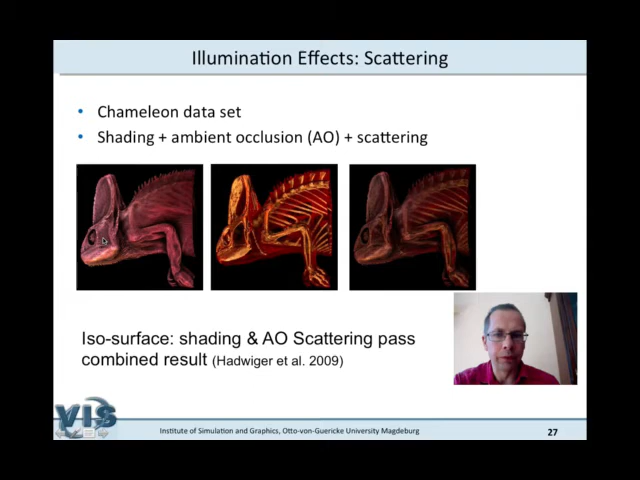 Illumination Effects: Scattering
• Chameleon data set
• Shading + ambient occlusion (AO) + scattering
Iso-surface: shading & AO Scattering pass
combined result (Hadwiger et al. 2009)
VIS
Institute of Simulation and Graphics, Otto-von-Guericke University Magdeburg
27